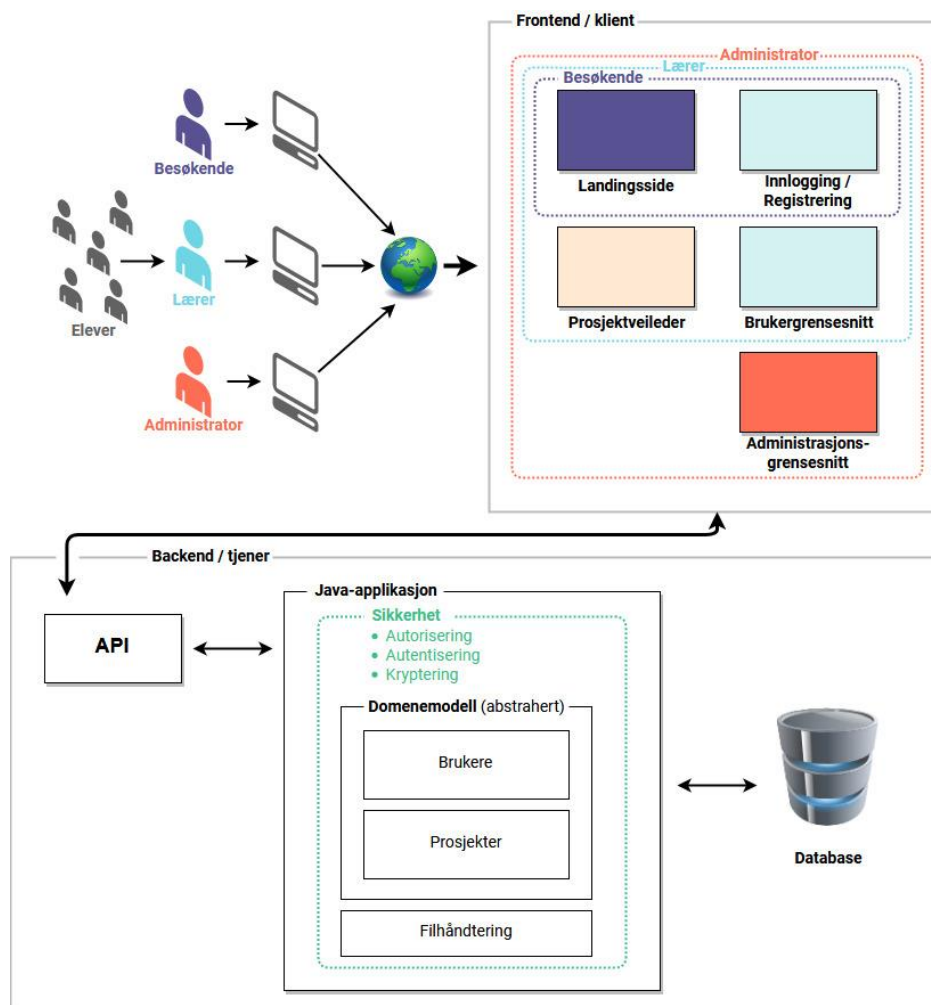 Frontend / klient
Administrator
Lærer
Besøkende
Landingsside
Innlogging /
Registrering
Prosjektveileder
Brukergrensesnitt
Administrasjons-
grensesnitt
Besøkende
Elever
Lærer
Administrator
Backend / tjener
API
Java-applikasjon
Sikkerhet
• Autorisering
• Autentisering
• Kryptering
Domenemodell (abstrahert)
Brukere
Prosjekter
Filhåndtering
Database